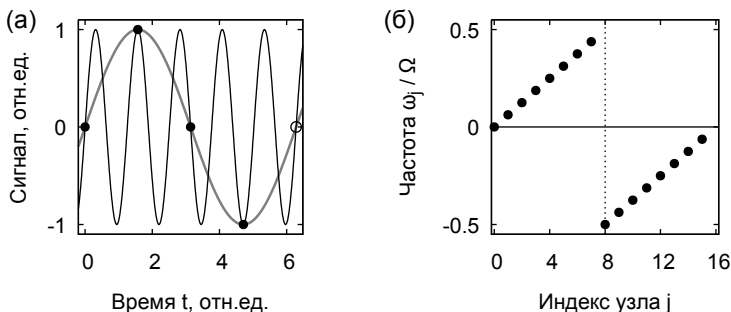 (а)
1
0
-1
Сигнал, отн.ед.
0 2 4 6
Время t, отн.ед.
(б)
0.5
0
-0.5
Частота ωj / Ω
0 4 8 12 16
Индекс узла j